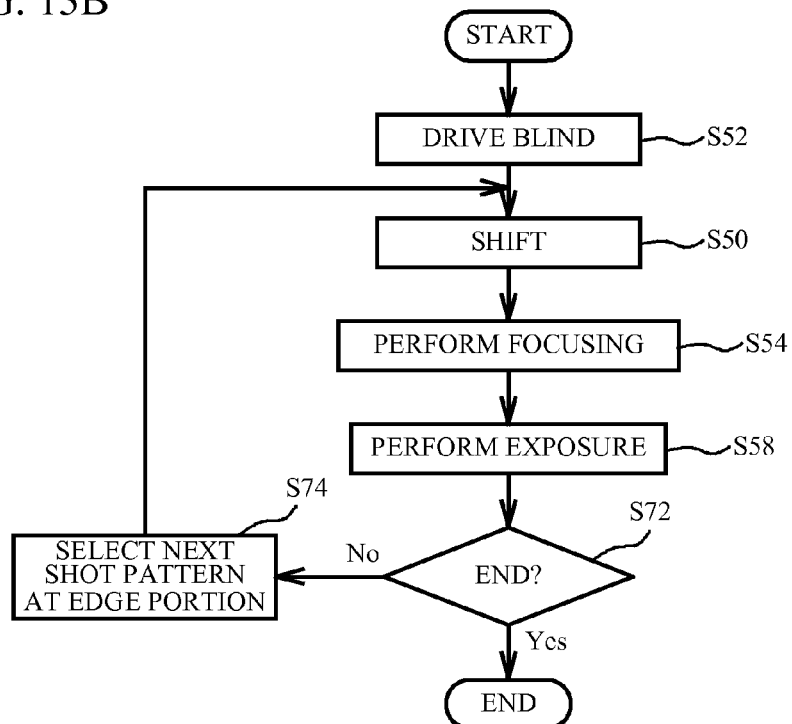 G. 13B
START
DRIVE BLIND
S52
SHIFT
S50
PERFORM FOCUSING
S54
PERFORM EXPOSURE
S58
S74
S72
SELECT NEXT
SHOT PATTERN
AT EDGE PORTION
No
END?
Yes
END